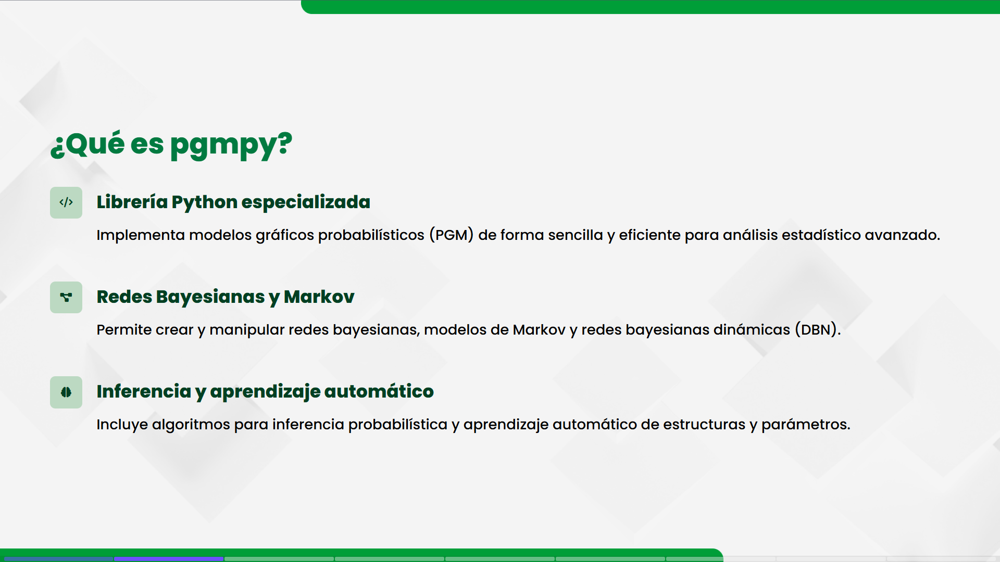 ¿Qué es pgmpy?
Librería Python especializada
Implementa modelos gráficos probabilísticos (PGM) de forma sencilla y eficiente para análisis estadístico avanzado.
Redes Bayesianas y Markov
Permite crear y manipular redes bayesianas, modelos de Markov y redes bayesianas dinámicas (DBN).
Inferencia y aprendizaje automático
Incluye algoritmos para inferencia probabilística y aprendizaje automático de estructuras y parámetros.